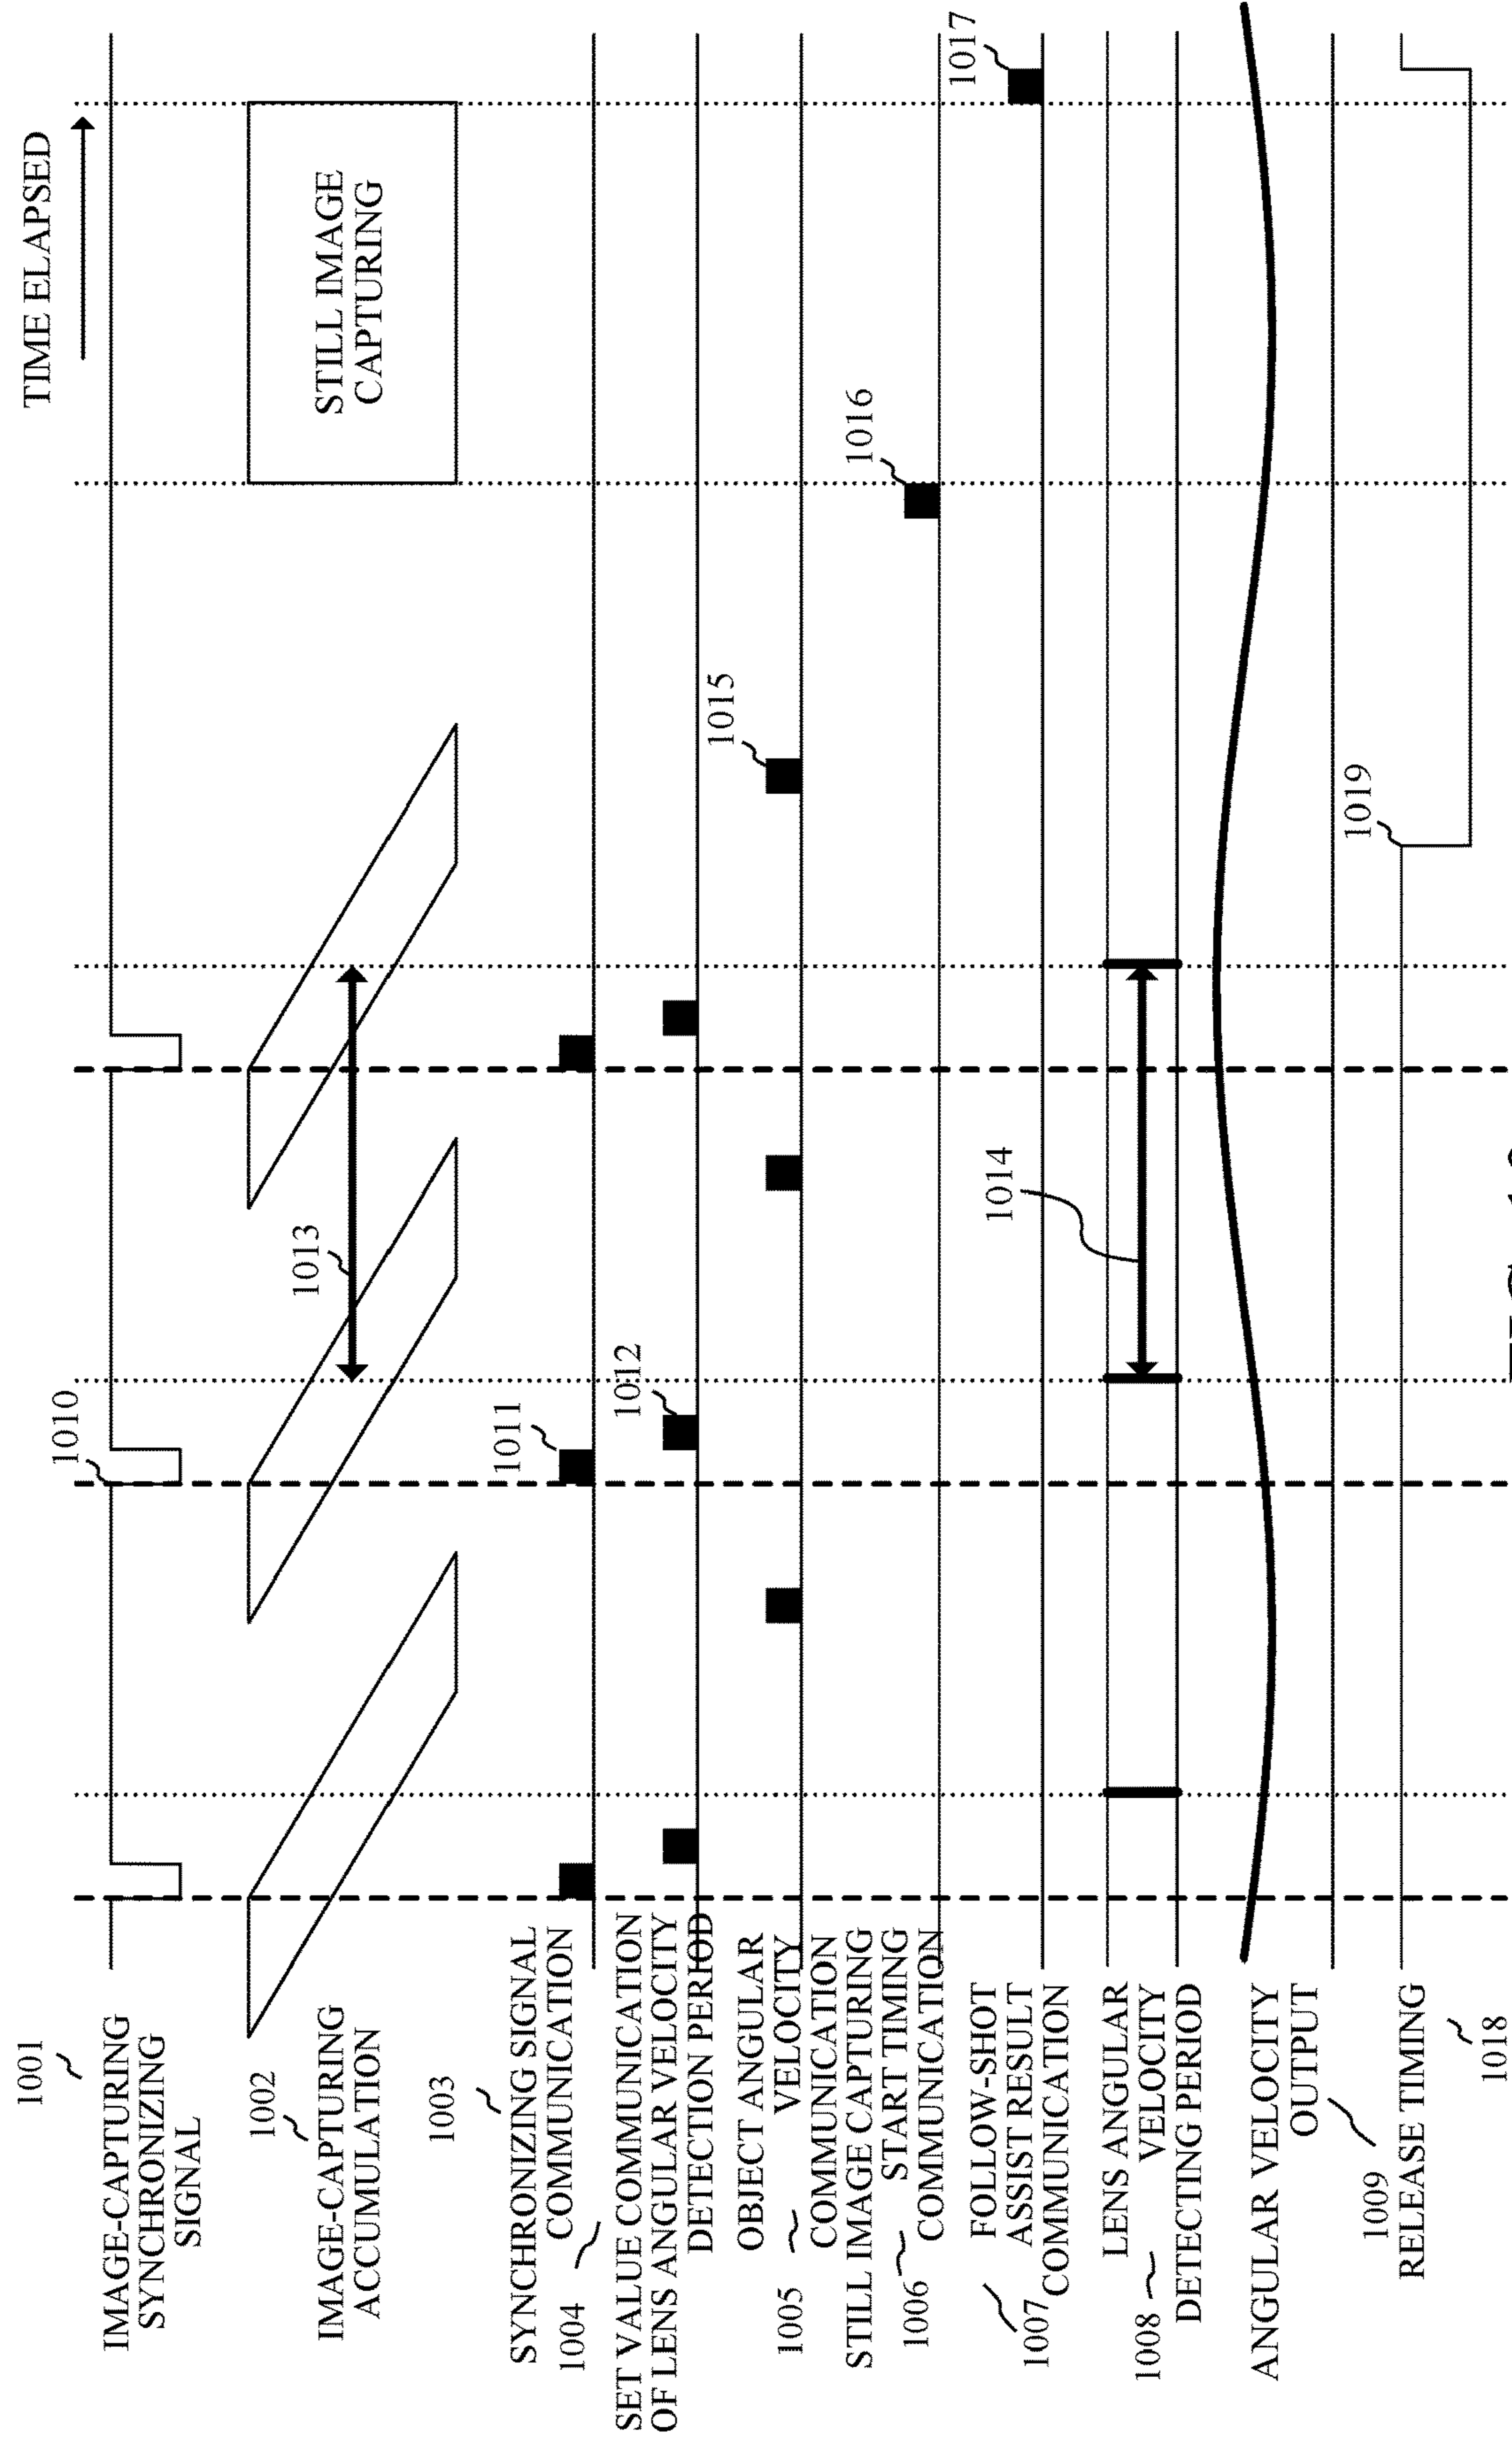 TIME ELAPSED
1001
IMAGE-CAPTURING
SYNCHRONIZING
SIGNAL
1010
1002
IMAGE-CAPTURING
ACCUMULATION
1013
STILL IMAGE
CAPTURING
1003
SYNCHRONIZING SIGNAL
COMMUNICATION
1011
1004
SET VALUE COMMUNICATION
OF LENS ANGULAR VELOCITY
DETECTION PERIOD
1012
OBJECT ANGULAR
VELOCITY
COMMUNICATION
1005
1015
STILL IMAGE CAPTURING
START TIMING
COMMUNICATION
1006
1016
FOLLOW-SHOT
ASSIST RESULT
COMMUNICATION
1007
1017
LENS ANGULAR
VELOCITY
DETECTING PERIOD
1008
1014
ANGULAR VELOCITY
OUTPUT
1009
RELEASE TIMING
1019
1018